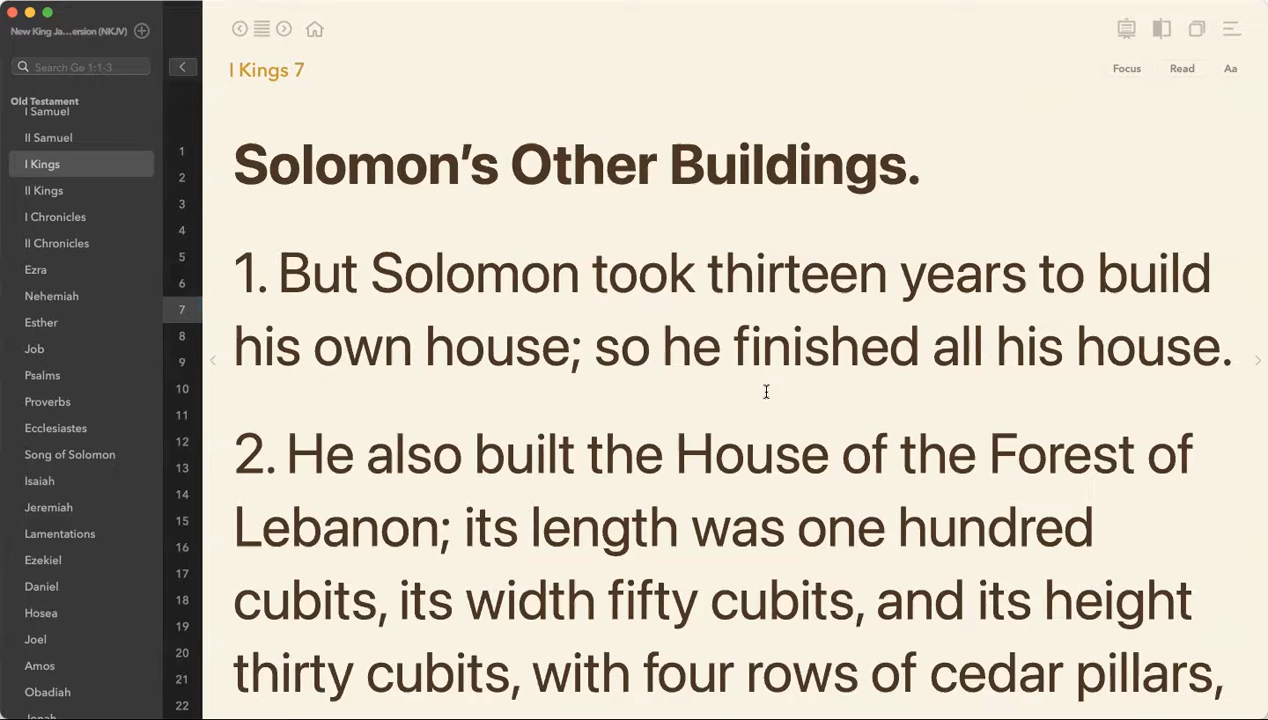 New King Ja...ersion (NKJV)
Search Ge 1:1-3
Old Testament
I Samuel
II Samuel
I Kings
II Kings
I Chronicles
II Chronicles
Ezra
Nehemiah
Esther
Job
Psalms
Proverbs
Ecclesiastes
Song of Solomon
Isaiah
Jeremiah
Lamentations
Ezekiel
Daniel
Hosea
Joel
Amos
Obadiah
Jonah
1
2
3
4
5
6
7
8
9
10
11
12
13
14
15
16
17
18
19
20
21
22
I Kings 7
Focus
Read
Aa
Solomon's Other Buildings.
1. But Solomon took thirteen years to build
his own house; so he finished all his house.
2. He also built the House of the Forest of
Lebanon; its length was one hundred
cubits, its width fifty cubits, and its height
thirty cubits, with four rows of cedar pillars,